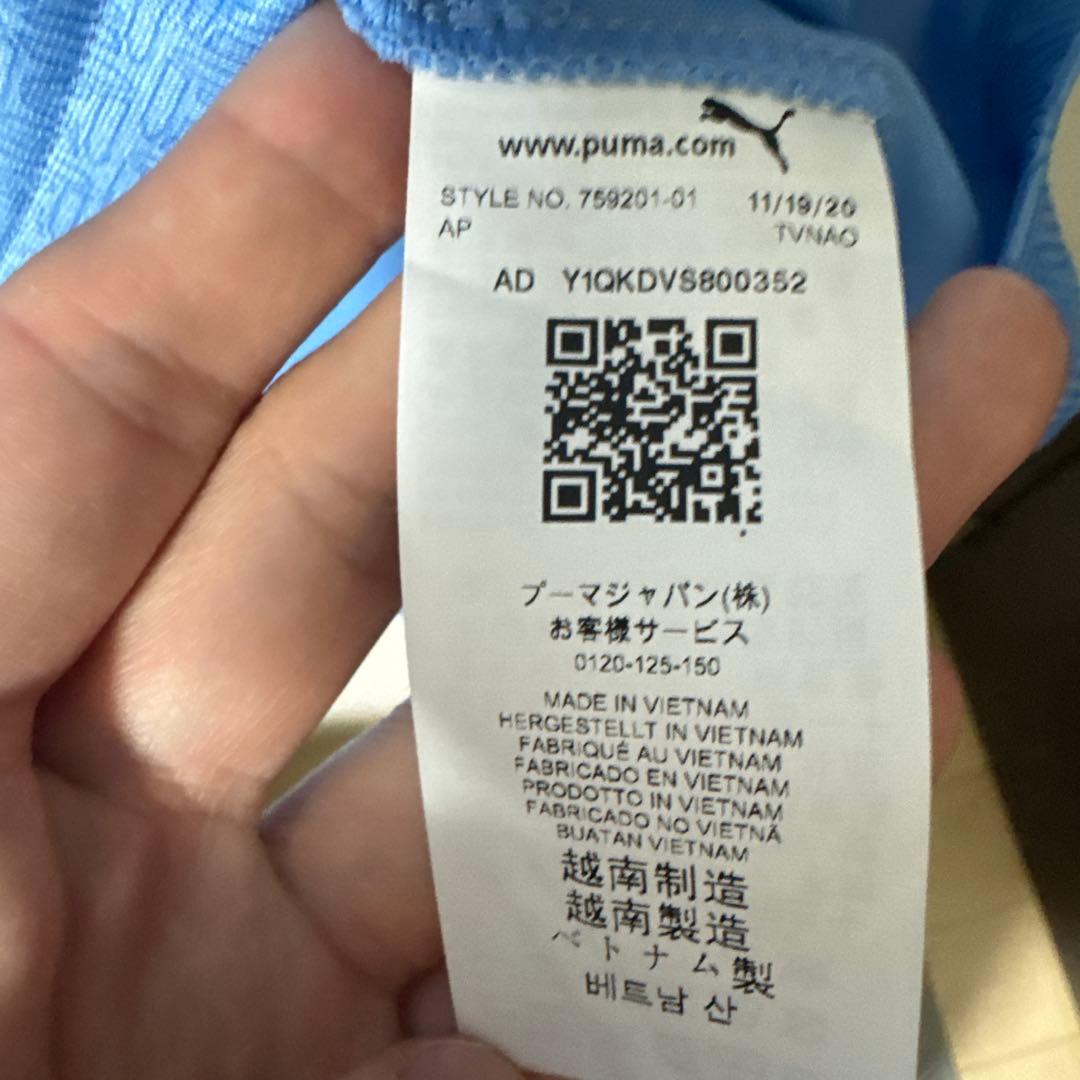 www.puma.com
STYLE NO. 759201-01 11/19/20
AP TVNAO
AD Y1QKDVS800352
プーマジャパン(株)
お客様サービス
0120-125-150
MADE IN VIETNAM
HERGESTELLT IN VIETNAM
FABRIQUÉ AU VIETNAM
FABRICADO EN VIETNAM
PRODOTTO IN VIETNAM
FABRICADO NO VIETNÃ
BUATAN VIETNAM
越南制造
越南製造
ベトナム製
베트남 산